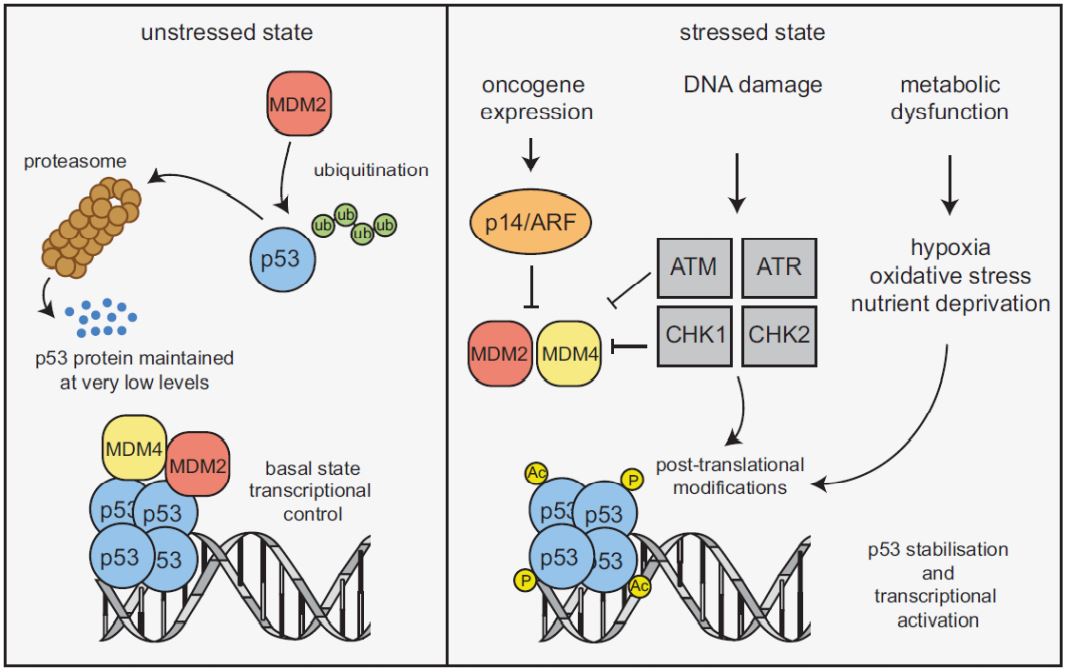 unstressed state
MDM2
proteasome
ubiquitination
ub
ub
ub
ub
p53
p53 protein maintained
at very low levels
MDM4
MDM2
basal state
transcriptional
control
p53
p53
p53
p53
stressed state
oncogene
expression
DNA damage
metabolic
dysfunction
p14/ARF
ATM
ATR
CHK1
CHK2
hypoxia
oxidative stress
nutrient deprivation
MDM2
MDM4
post-translational
modifications
Ac
P
p53
p53
p53
p53
P
Ac
p53 stabilisation
and
transcriptional
activation